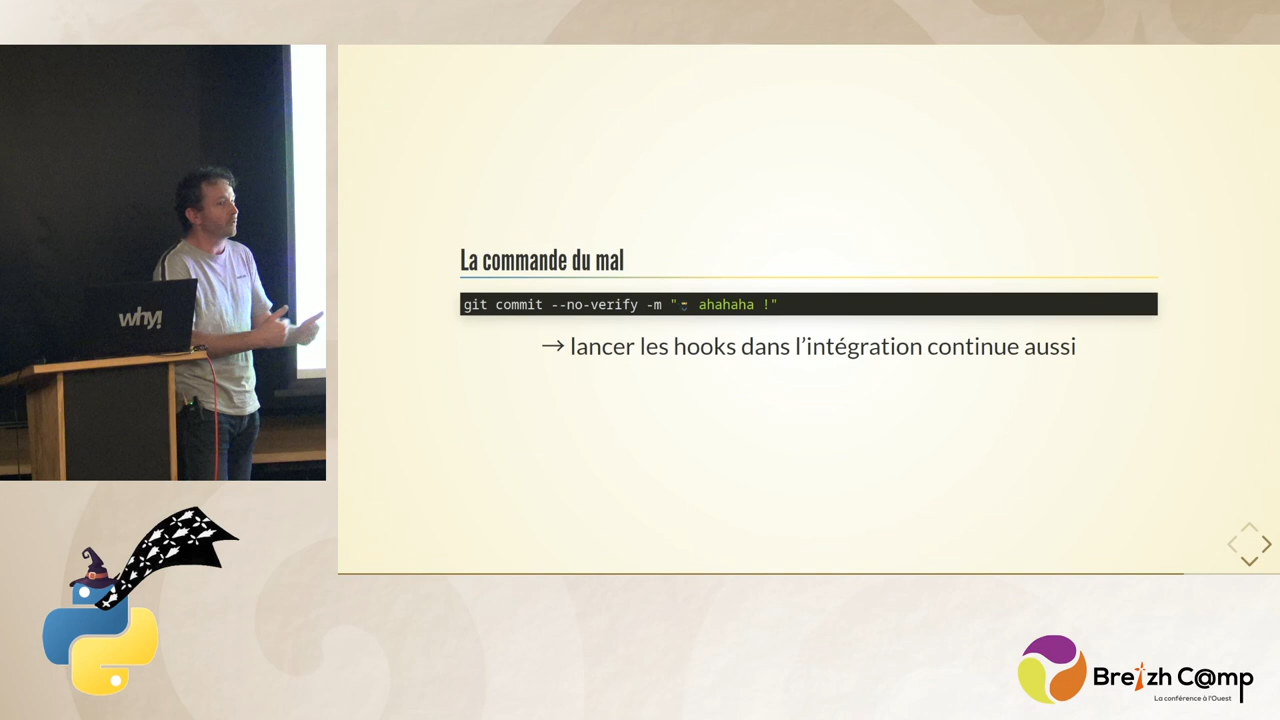 why!
La commande du mal
git commit --no-verify -m " ahahaha !"
→ lancer les hooks dans l’intégration continue aussi
Breizh C@mp
La conférence à l'Ouest